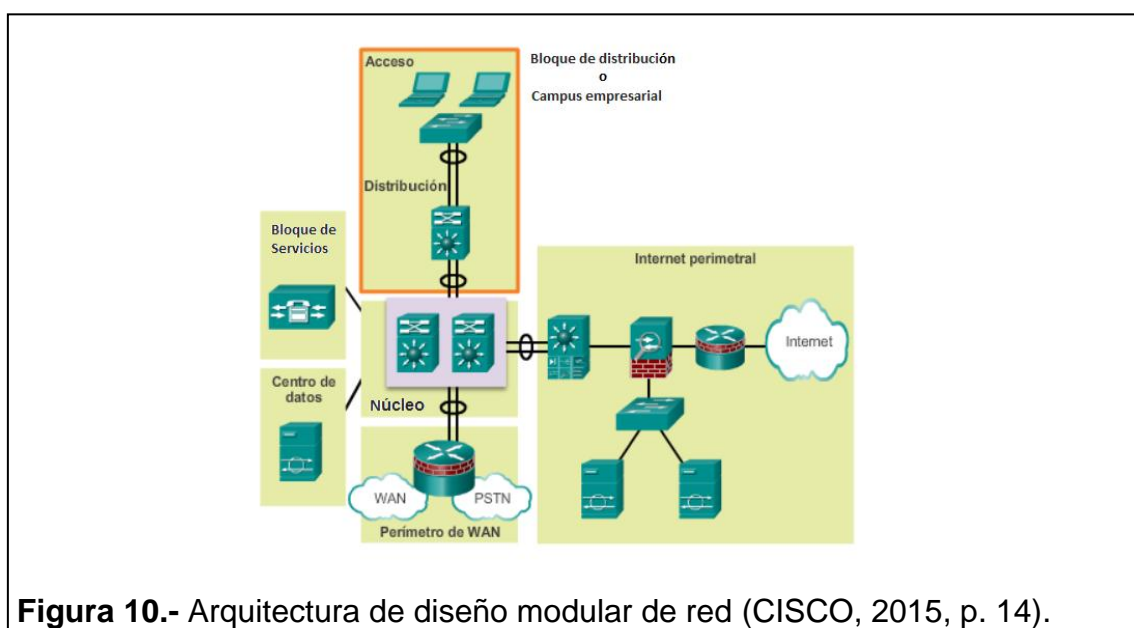 Acceso
Bloque de distribución
o
Campus empresarial
Distribución
Bloque de
Servicios
Internet perimetral
Internet
Centro de
datos
Núcleo
WAN
PSTN
Perímetro de WAN
Figura 10.- Arquitectura de diseño modular de red (CISCO, 2015, p. 14).